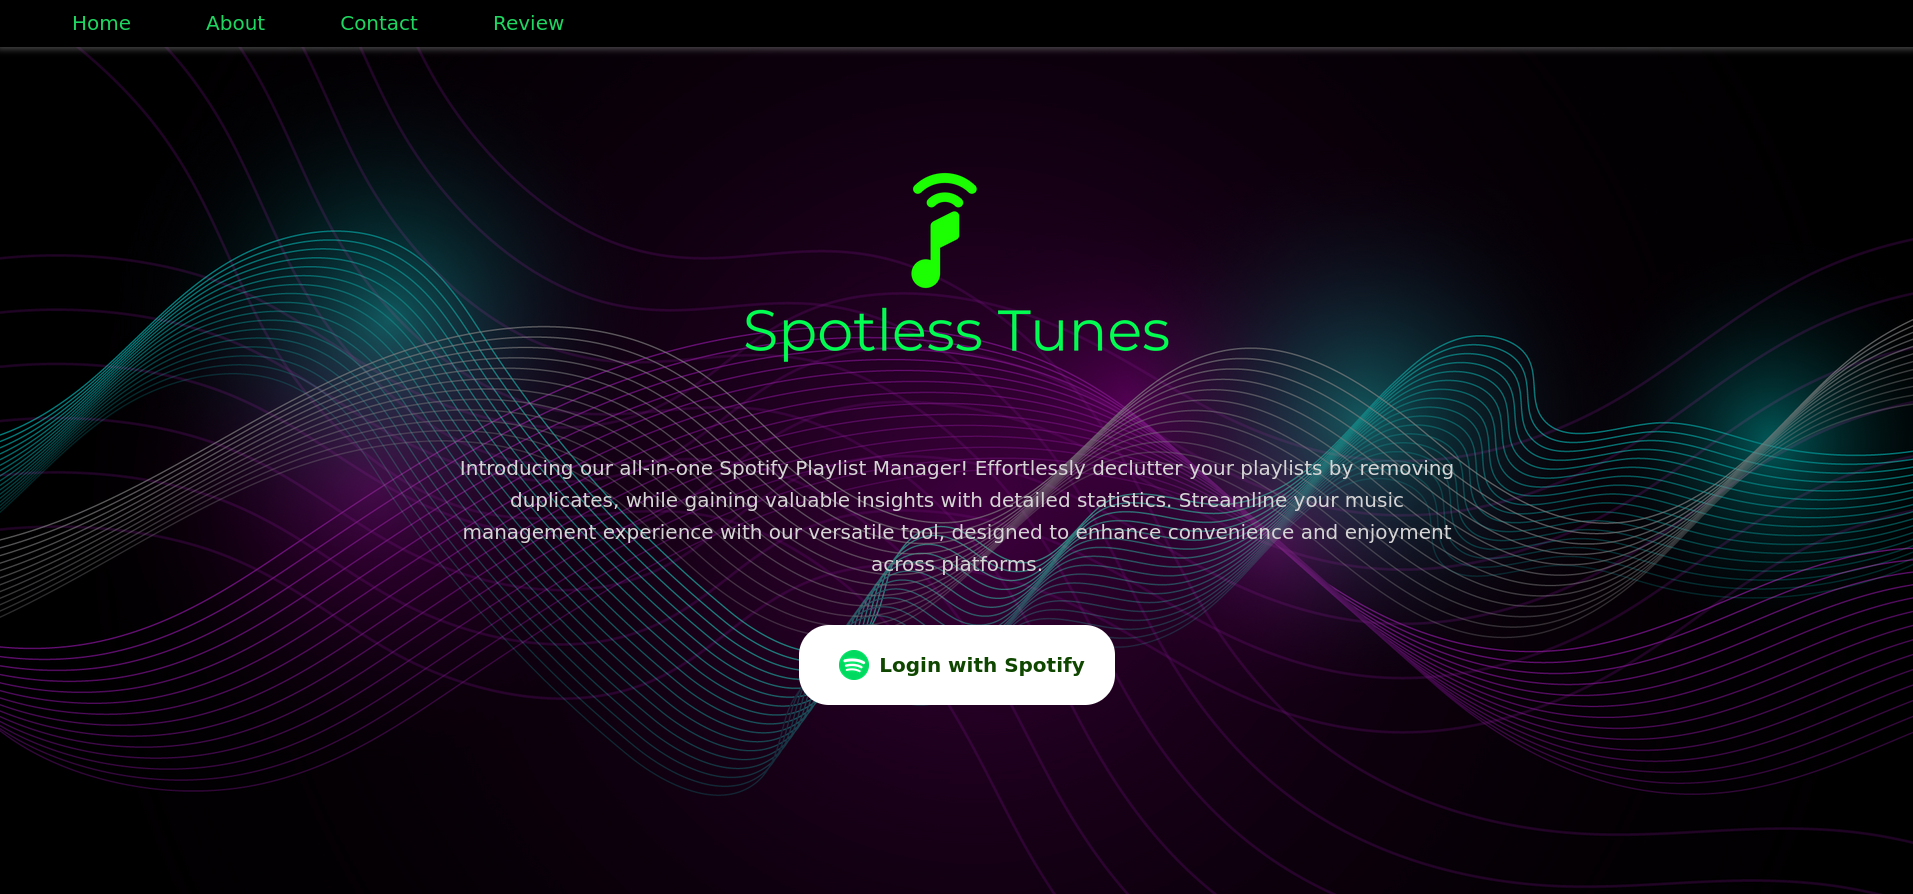 Home About Contact Review
Spotless Tunes
Introducing our all-in-one Spotify Playlist Manager! Effortlessly declutter your playlists by removing
duplicates, while gaining valuable insights with detailed statistics. Streamline your music
management experience with our versatile tool, designed to enhance convenience and enjoyment
across platforms.
Login with Spotify